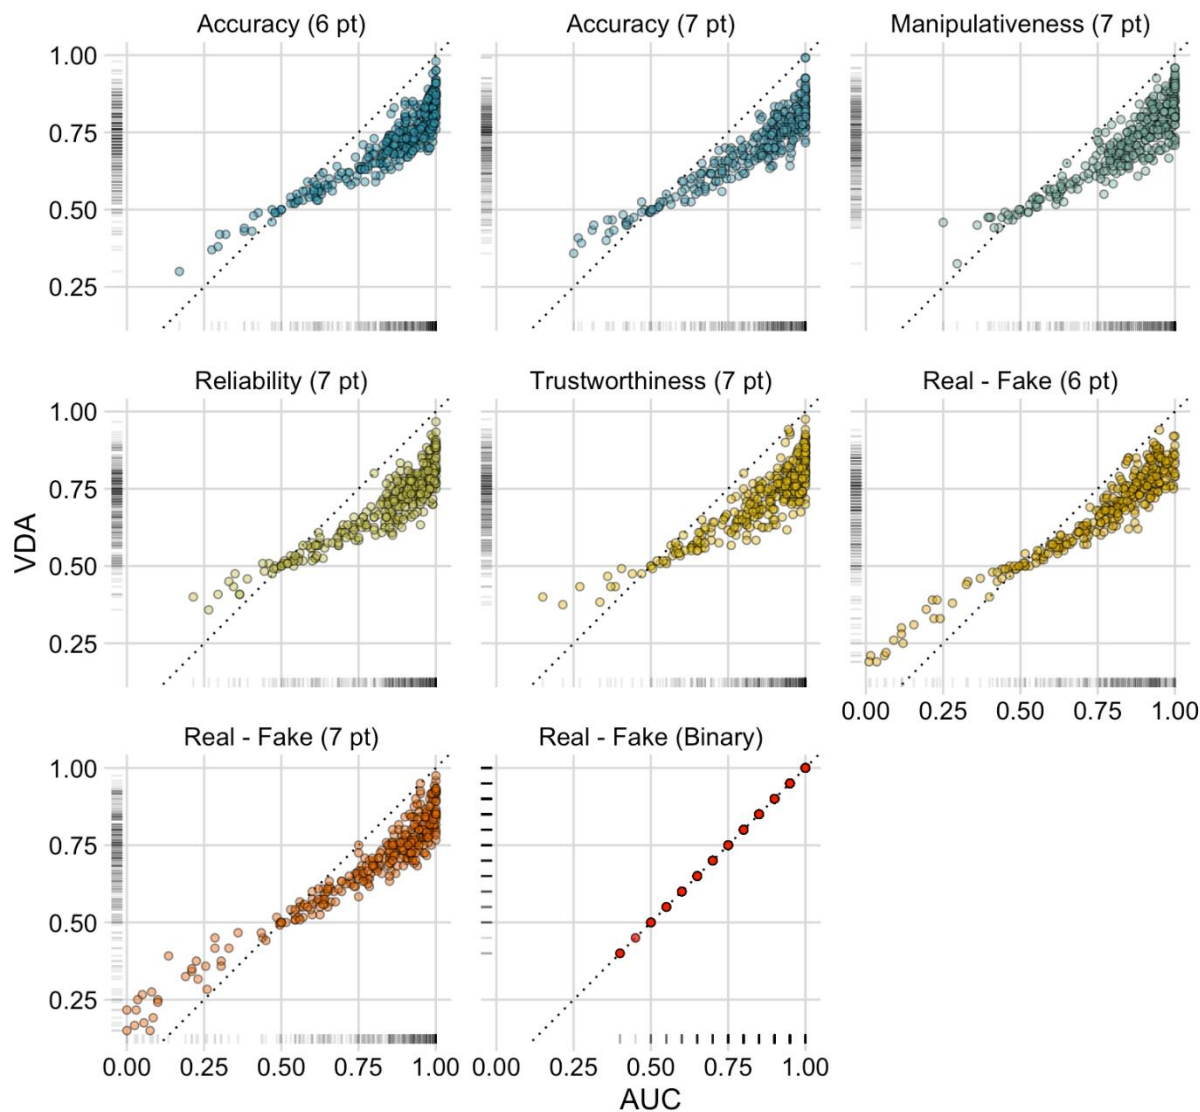 Accuracy (6 pt) Accuracy (7 pt) Manipulativeness (7 pt)
1.00
0.75
0.50
0.25
Reliability (7 pt) Trustworthiness (7 pt) Real - Fake (6 pt)
1.00
0.75
0.50
0.25
VDA
0.00 0.25 0.50 0.75 1.00
Real - Fake (7 pt) Real - Fake (Binary)
1.00
0.75
0.50
0.25
0.00 0.25 0.50 0.75 1.00 0.00 0.25 0.50 0.75 1.00
AUC